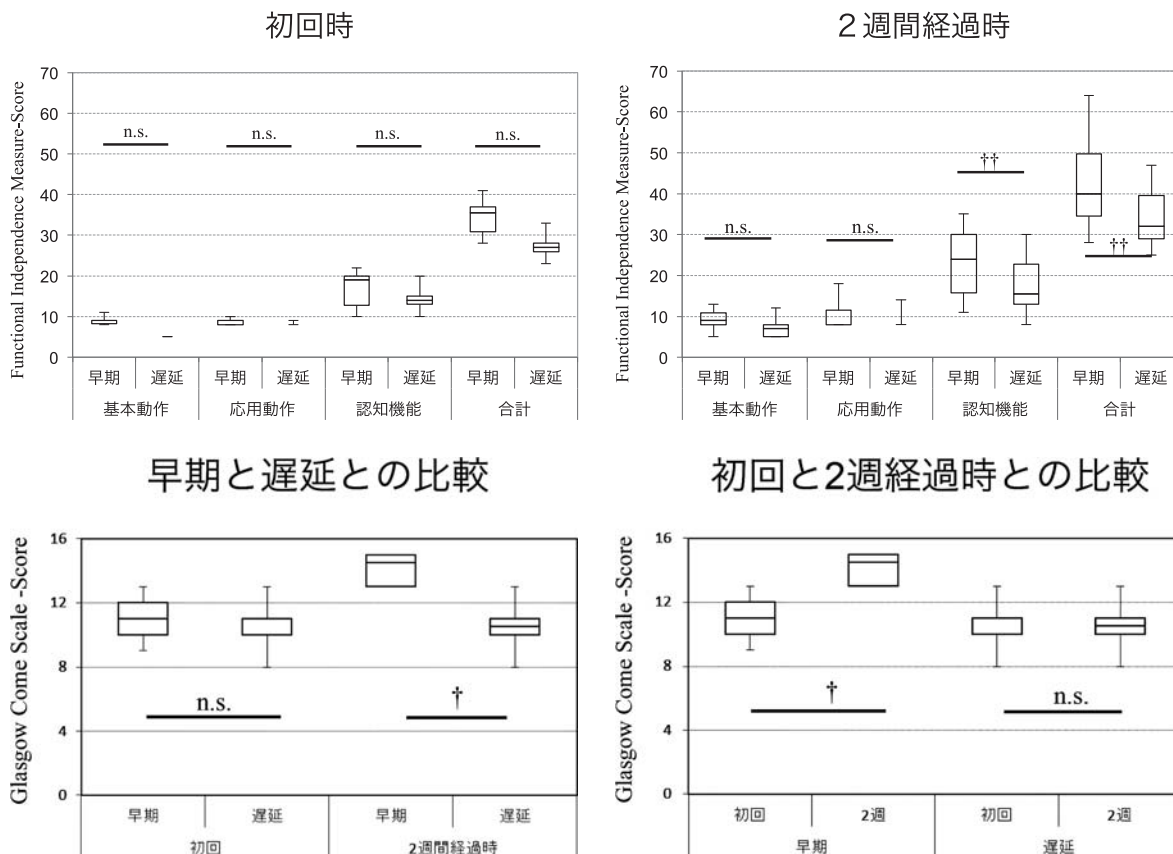 初回時
Functional Independence Measure-Score
70
60
50
40
30
20
10
0
n.s.
n.s.
n.s.
n.s.
早期
遅延
早期
遅延
早期
遅延
早期
遅延
基本動作
応用動作
認知機能
合計
２週間経過時
Functional Independence Measure-Score
70
60
50
40
30
20
10
0
n.s.
n.s.
††
††
早期
遅延
早期
遅延
早期
遅延
早期
遅延
基本動作
応用動作
認知機能
合計
早期と遅延との比較
Glasgow Come Scale -Score
16
12
8
4
0
n.s.
†
早期
遅延
早期
遅延
初回
2週間経過時
初回と2週経過時との比較
Glasgow Come Scale -Score
16
12
8
4
0
†
n.s.
初回
2週
初回
2週
早期
遅延